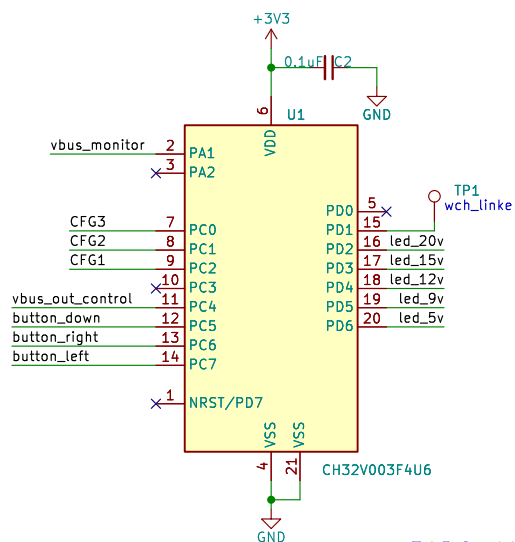 +3V3
0.1uF C2
GND
6
U1
VDD
vbus_monitor 2 PA1
3 PA2
5 PD0
TP1
wch_linke
CFG3 7 PC0
15 PD1
CFG2 8 PC1
16 PD2 led_20v
CFG1 9 PC2
17 PD3 led_15v
10 PC3
18 PD4 led_12v
vbus_out_control 11 PC4
19 PD5 led_9v
button_down 12 PC5
20 PD6 led_5v
button_right 13 PC6
button_left 14 PC7
1 NRST/PD7
VSS VSS
4 21
CH32V003F4U6
GND